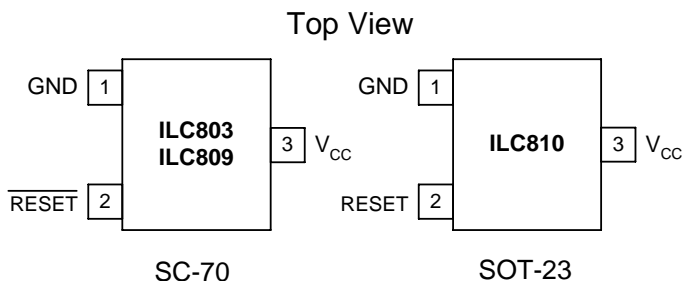 Top View
GND 1
ILC803
ILC809
3 VCC
RESET 2
SC-70
GND 1
ILC810
3 VCC
RESET 2
SOT-23